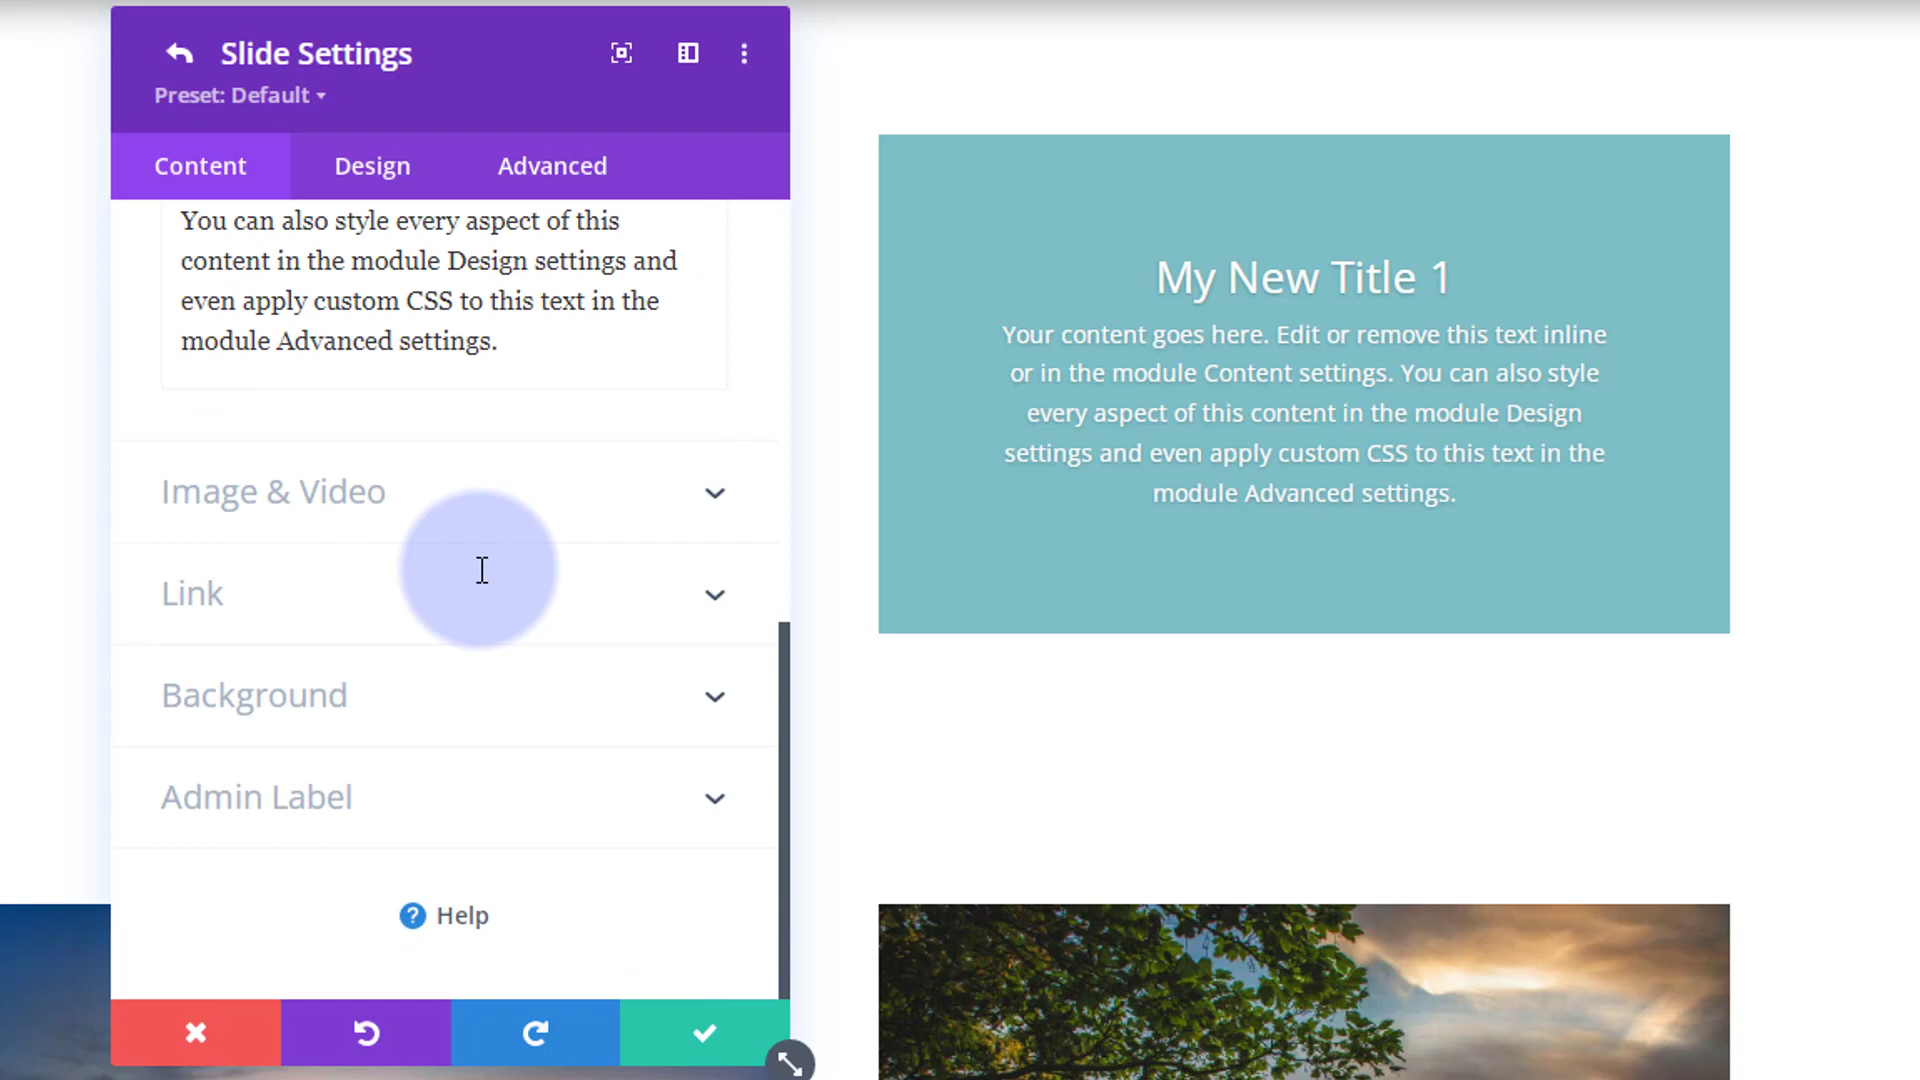 Slide Settings
Preset: Default
Content
Design
Advanced
You can also style every aspect of this
content in the module Design settings and
even apply custom CSS to this text in the
module Advanced settings.
Image & Video
Link
Background
Admin Label
? Help
My New Title 1
Your content goes here. Edit or remove this text inline
or in the module Content settings. You can also style
every aspect of this content in the module Design
settings and even apply custom CSS to this text in the
module Advanced settings.